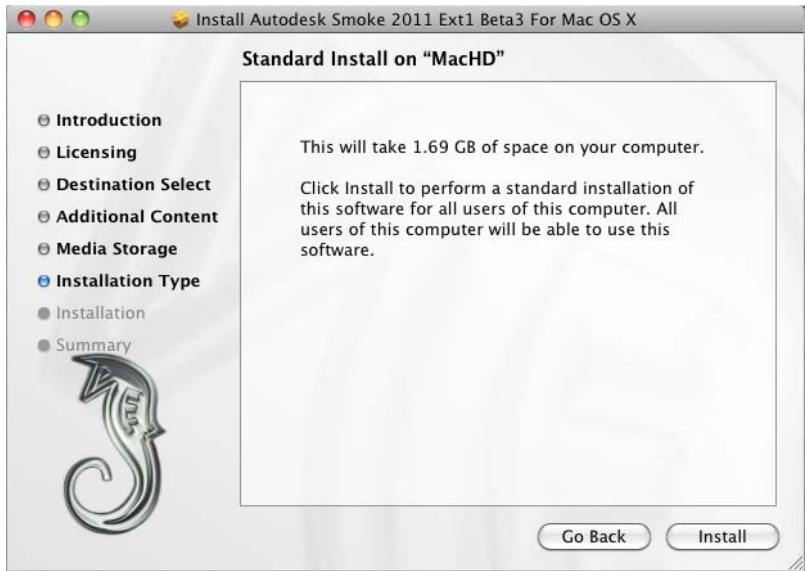 Install Autodesk Smoke 2011 Ext1 Beta3 For Mac OS X
Standard Install on “MacHD”
Introduction
Licensing
Destination Select
Additional Content
Media Storage
Installation Type
Installation
Summary
This will take 1.69 GB of space on your computer.
Click Install to perform a standard installation of
this software for all users of this computer. All
users of this computer will be able to use this
software.
Go Back
Install